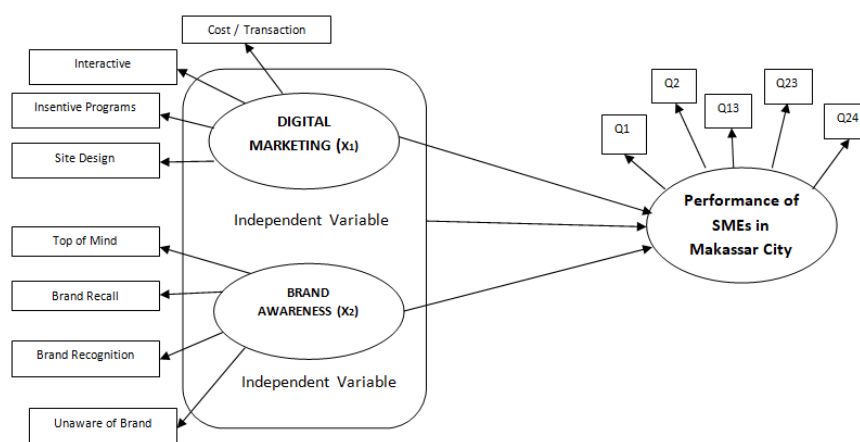 Cost / Transaction
Interactive
Insentive Programs
Site Design
DIGITAL
MARKETING (X1)
Independent Variable
Top of Mind
Brand Recall
Brand Recognition
Unaware of Brand
BRAND
AWARENESS (X2)
Independent Variable
Q1
Q2
Q13
Q23
Q24
Performance of
SMEs in
Makassar City